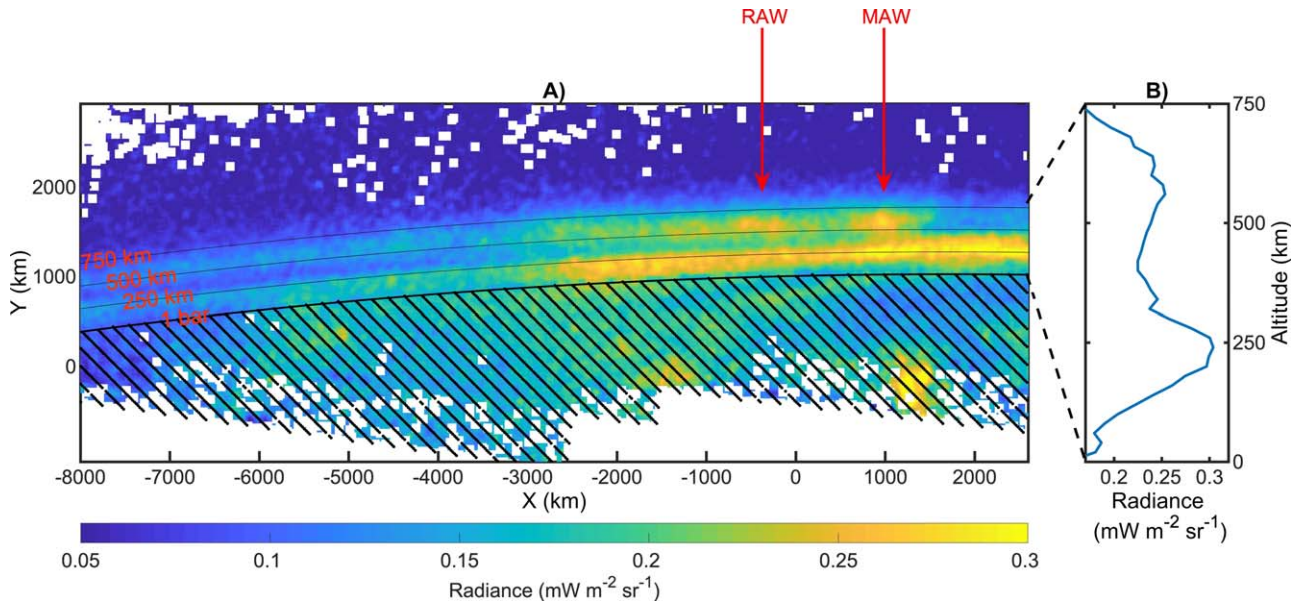 RAW MAW
A) B)
2000
1000
0
Y (km)
750 km
500 km
250 km
1 bar
-8000 -7000 -6000 -5000 -4000 -3000 -2000 -1000 0 1000 2000
X (km)
750
500
250
0
Altitude (km)
0.2 0.25 0.3
Radiance
(mW m⁻² sr⁻¹)
0.05 0.1 0.15 0.2 0.25 0.3
Radiance (mW m⁻² sr⁻¹)